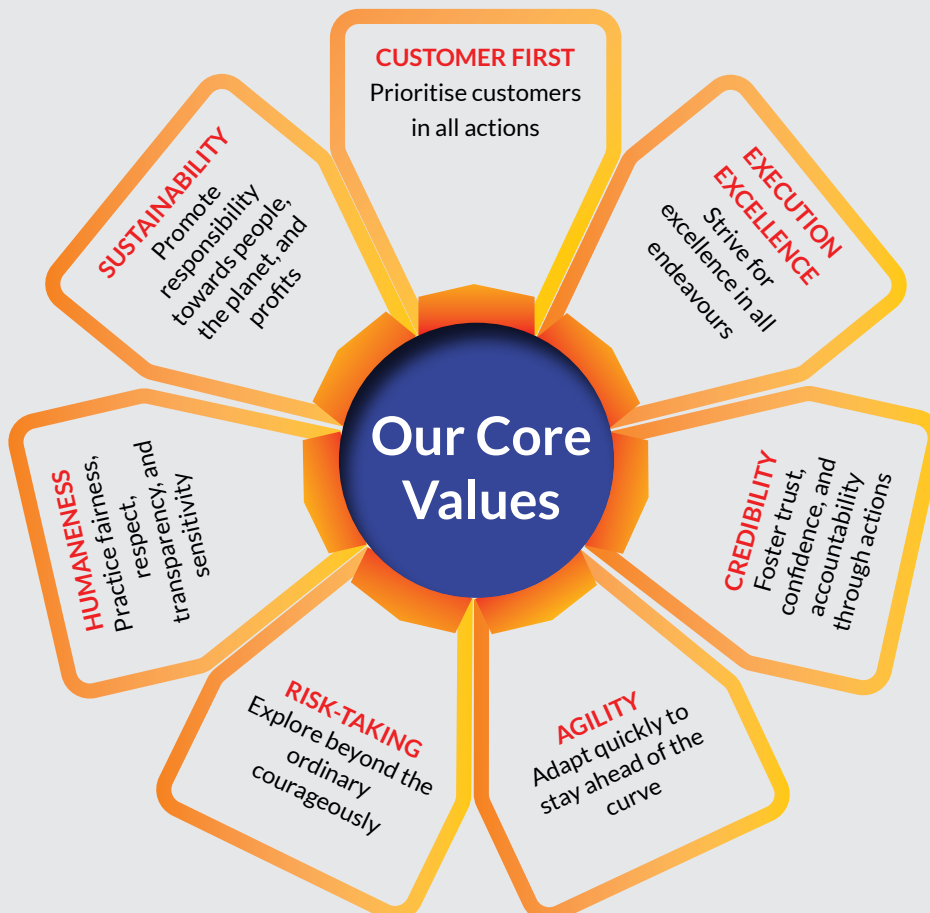 CUSTOMER FIRST
Prioritise customers
in all actions
EXECUTION
EXCELLENCE
Strive for
excellence in all
endeavours
CREDIBILITY
Foster trust,
confidence, and
accountability
through actions
AGILITY
Adapt quickly to
stay ahead of the
curve
RISK-TAKING
Explore beyond the
ordinary
courageously
HUMANENESS
Practice fairness,
respect,
transparency, and
sensitivity
SUSTAINABILITY
Promote
responsibility
towards people,
the planet, and
profits
Our Core
Values